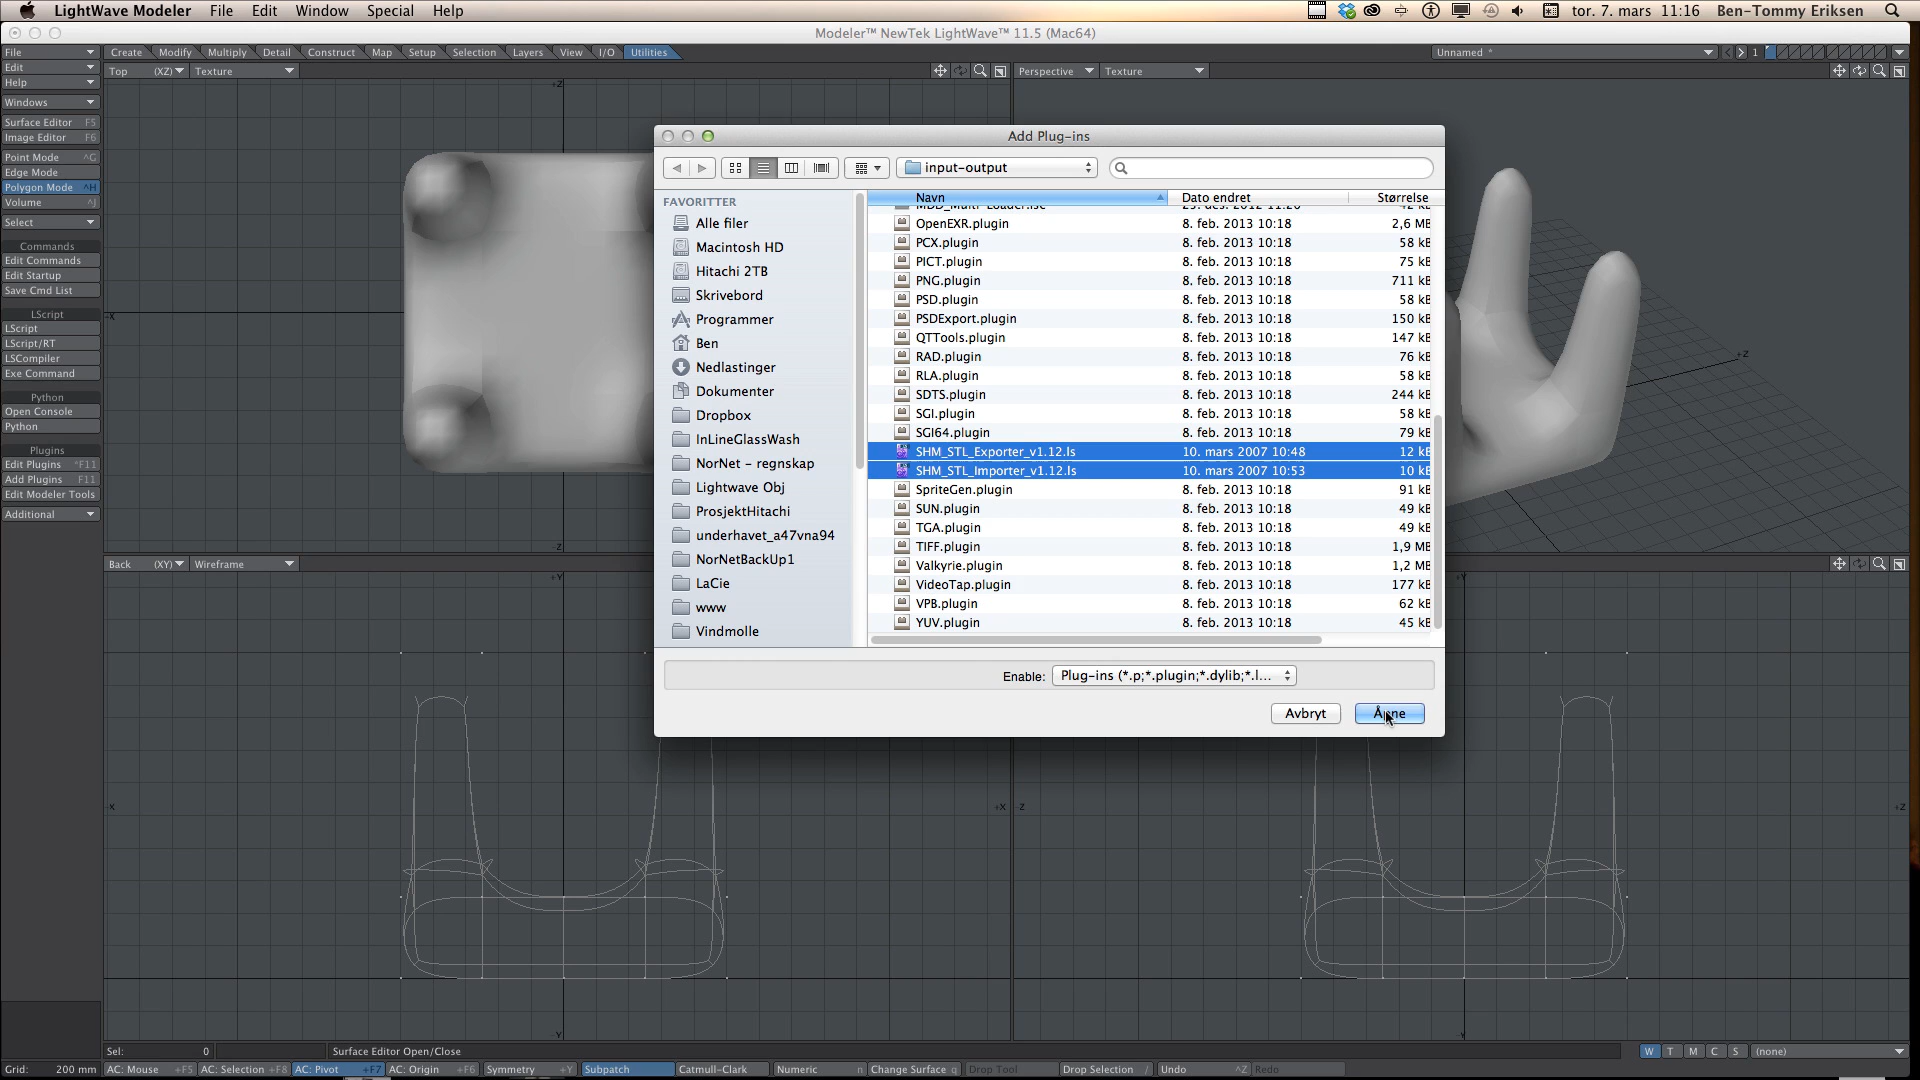 LightWave Modeler File Edit Window Special Help tor. 7. mars 11:16 Ben-Tommy Eriksen
Modeler™ NewTek LightWave™ 11.5 (Mac64)
File Create Modify Multiply Detail Construct Map Setup Selection Layers View I/O Utilities Unnamed * 1
Edit
Help
Windows
Surface Editor F5
Image Editor F6
Point Mode ^G
Edge Mode
Polygon Mode ^H
Volume ^J
Select
Commands
Edit Commands
Edit Startup
Save Cmd List
LScript
LScript
LScript/RT
LSCompiler
Exe Command
Python
Open Console
Python
Plugins
Edit Plugins ^F11
Add Plugins F11
Edit Modeler Tools
Additional
Top (XZ) Texture
+Z
-X
-Z
Perspective Texture
+Z
Add Plug-ins
input-output
FAVORITTER
Alle filer
Macintosh HD
Hitachi 2TB
Skrivebord
Programmer
Ben
Nedlastinger
Dokumenter
Dropbox
InLineGlassWash
NorNet - regnskap
Lightwave Obj
ProsjektHitachi
underhavet_a47vna94
NorNetBackUp1
LaCie
www
Vindmolle
Navn Dato endret Størrelse
OpenEXR.plugin 8. feb. 2013 10:18 2,6 MB
PCX.plugin 8. feb. 2013 10:18 58 kB
PICT.plugin 8. feb. 2013 10:18 75 kB
PNG.plugin 8. feb. 2013 10:18 711 kB
PSD.plugin 8. feb. 2013 10:18 58 kB
PSDExport.plugin 8. feb. 2013 10:18 150 kB
QTTools.plugin 8. feb. 2013 10:18 147 kB
RAD.plugin 8. feb. 2013 10:18 76 kB
RLA.plugin 8. feb. 2013 10:18 58 kB
SDTS.plugin 8. feb. 2013 10:18 244 kB
SGI.plugin 8. feb. 2013 10:18 58 kB
SGI64.plugin 8. feb. 2013 10:18 79 kB
SHM_STL_Exporter_v1.12.ls 10. mars 2007 10:48 12 kB
SHM_STL_Importer_v1.12.ls 10. mars 2007 10:53 10 kB
SpriteGen.plugin 8. feb. 2013 10:18 91 kB
SUN.plugin 8. feb. 2013 10:18 49 kB
TGA.plugin 8. feb. 2013 10:18 49 kB
TIFF.plugin 8. feb. 2013 10:18 1,9 MB
Valkyrie.plugin 8. feb. 2013 10:18 1,2 MB
VideoTap.plugin 8. feb. 2013 10:18 177 kB
VPB.plugin 8. feb. 2013 10:18 62 kB
YUV.plugin 8. feb. 2013 10:18 45 kB
Enable: Plug-ins (*.p;*.plugin;*.dylib;*.l...
Avbryt
Back (XY) Wireframe
+Y
-X +X
-Y
+Y
-Z +Z
-Y
Sel: 0 Surface Editor Open/Close W T M C S (none)
Grid: 200 mm AC: Mouse +F5 AC: Selection +F8 AC: Pivot +F7 AC: Origin +F6 Symmetry +Y Subpatch Catmull-Clark Numeric n Change Surface q Drop Tool Drop Selection / Undo ^Z Redo